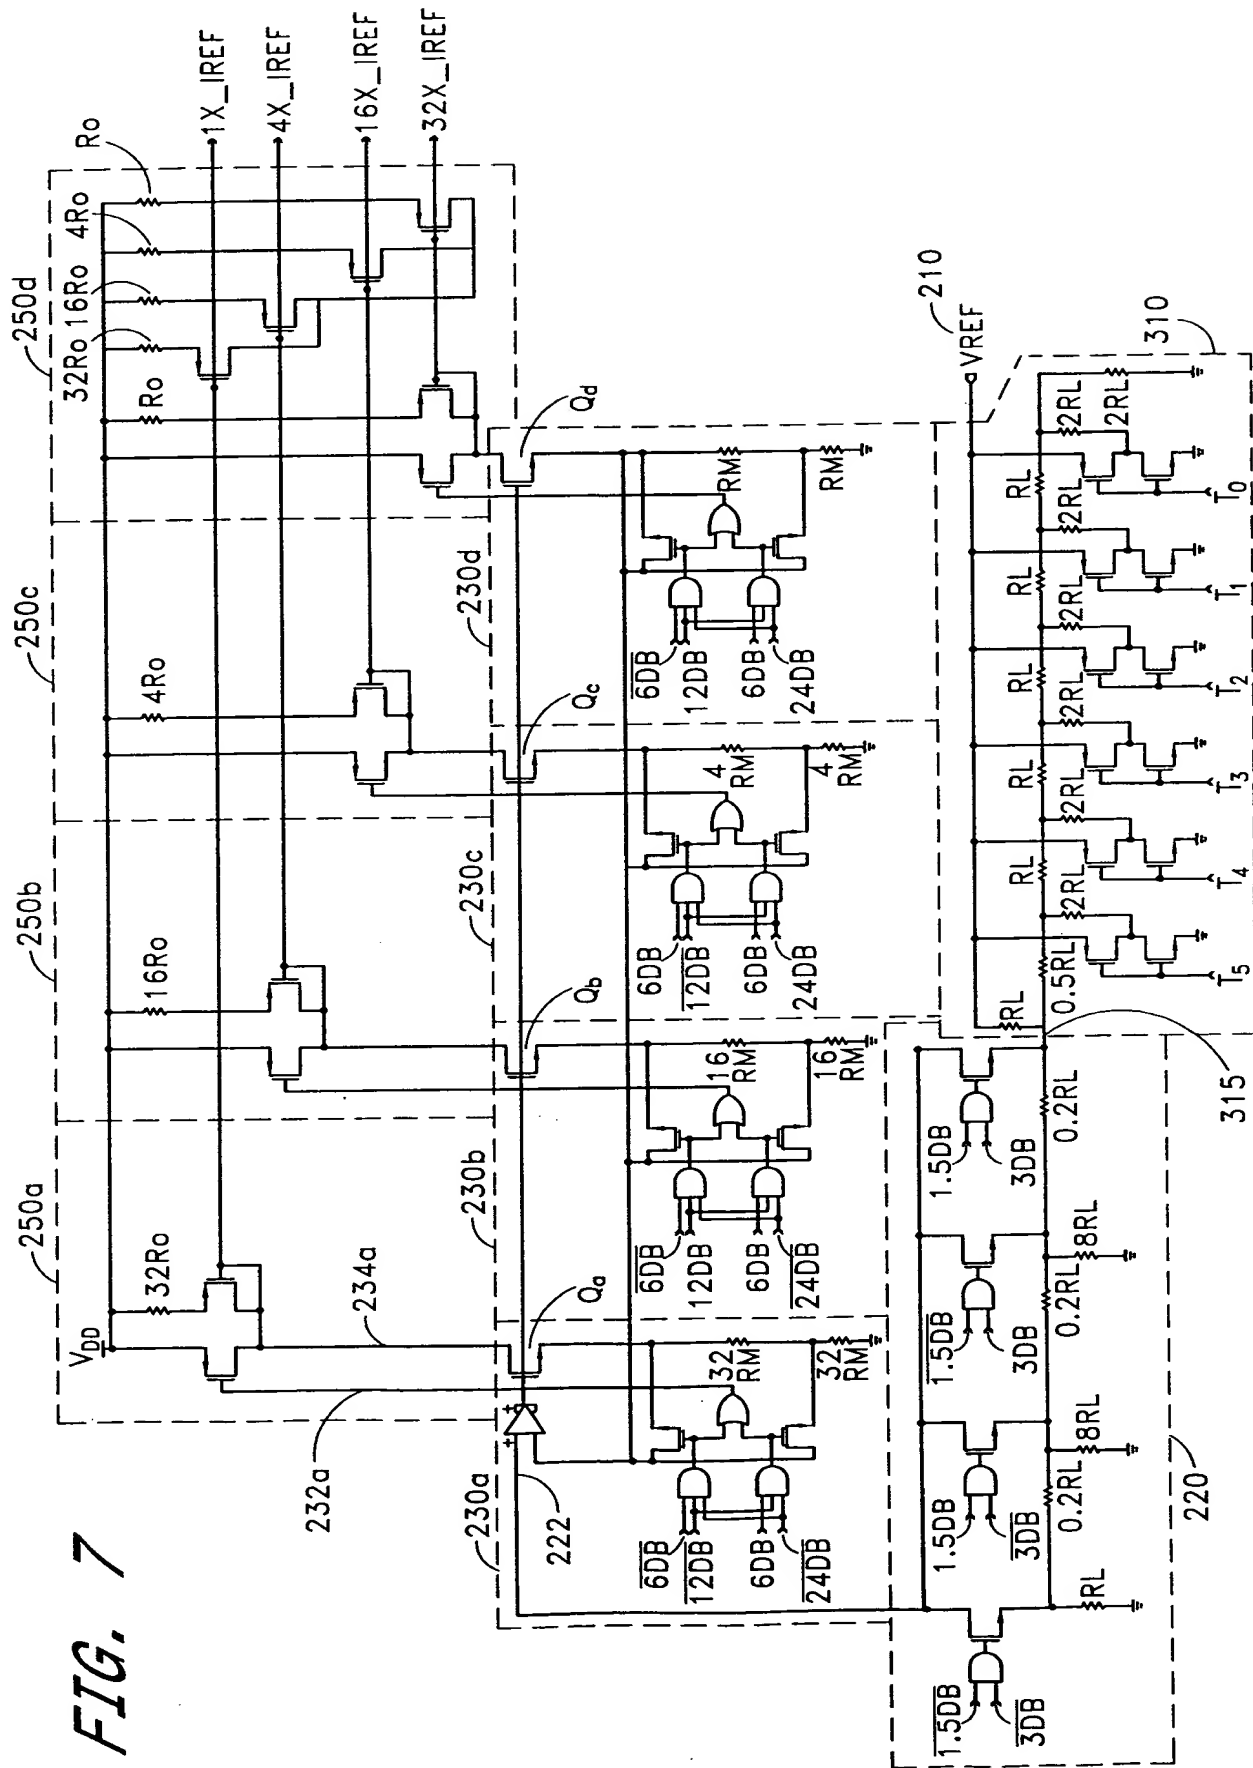 FIG. 7
250a
250b
250c
250d
VDD
32Ro
16Ro
4Ro
Ro
32Ro
16Ro
4Ro
Ro
1X_IREF
4X_IREF
16X_IREF
32X_IREF
232a
234a
222
230a
230b
230c
230d
Qa
Qb
Qc
Qd
6DB
12DB
6DB
24DB
32
RM
32
RM
6DB
12DB
6DB
24DB
16
RM
16
RM
6DB
12DB
6DB
24DB
4
RM
4
RM
6DB
12DB
6DB
24DB
RM
RM
VREF
210
1.5DB
3DB
RL
0.2RL
1.5DB
3DB
8RL
0.2RL
1.5DB
3DB
8RL
0.2RL
1.5DB
3DB
220
315
RL
0.5RL
2RL
T5
RL
2RL
T4
RL
2RL
T3
RL
2RL
T2
RL
2RL
T1
RL
2RL
2RL
T0
310